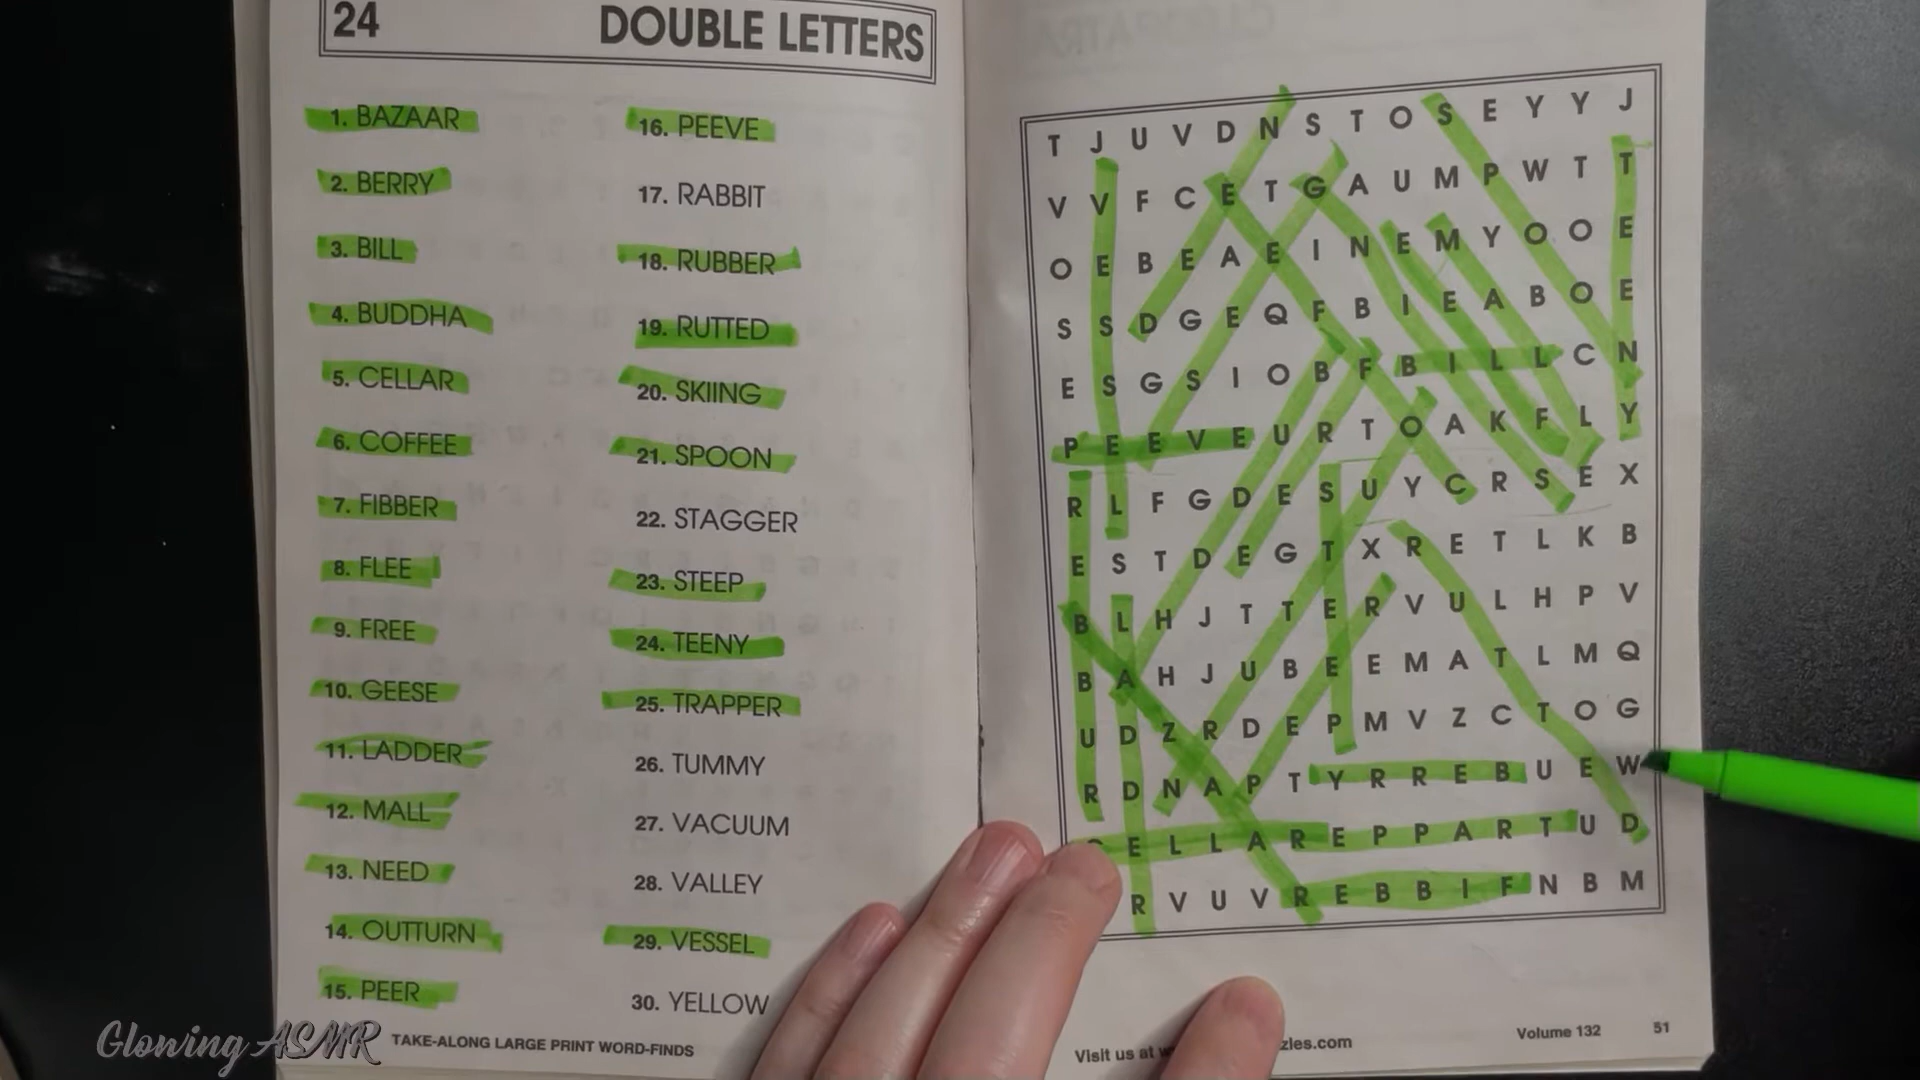 24 DOUBLE LETTERS
1. BAZAAR
2. BERRY
3. BILL
4. BUDDHA
5. CELLAR
6. COFFEE
7. FIBBER
8. FLEE
9. FREE
10. GEESE
11. LADDER
12. MALL
13. NEED
14. OUTTURN
15. PEER
16. PEEVE
17. RABBIT
18. RUBBER
19. RUTTED
20. SKIING
21. SPOON
22. STAGGER
23. STEEP
24. TEENY
25. TRAPPER
26. TUMMY
27. VACUUM
28. VALLEY
29. VESSEL
30. YELLOW
Glowing ASMR
TAKE-ALONG LARGE PRINT WORD-FINDS
T J U V D N S T O S E Y Y J
V V F C E T G A U M P W T T
O E B E A E I N E M Y O O E
S S D G E Q F B I E A B O E
E S G S I O B F B I L L C N
P E E V E U R T O A K F L Y
R L F G D E S U Y C R S E X
E S T D E G T X R E T L K B
B L H J T T E R V U L H P V
B A H J U B E E M A T L M Q
U D Z R D E P M V Z C T O G
R D N A P T Y R R E B U E W
E L L A R E P P A R T U D
R V U V R E B B I F N B M
Visit us at
zles.com
Volume 132
51